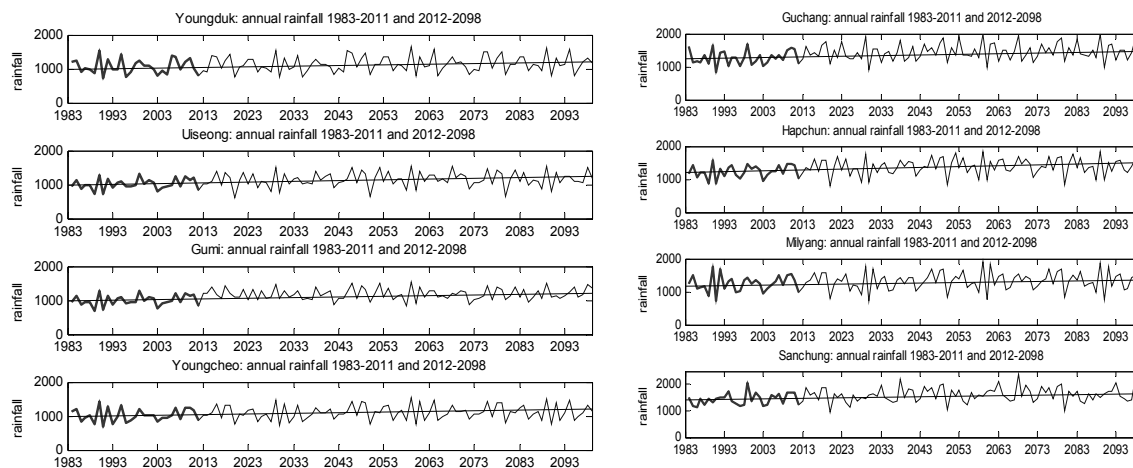 Youngduk: annual rainfall 1983-2011 and 2012-2098
2000
1000
0
rainfall
1983 1993 2003 2013 2023 2033 2043 2053 2063 2073 2083 2093
Uiseong: annual rainfall 1983-2011 and 2012-2098
2000
1000
0
rainfall
1983 1993 2003 2013 2023 2033 2043 2053 2063 2073 2083 2093
Gumi: annual rainfall 1983-2011 and 2012-2098
2000
1000
0
rainfall
1983 1993 2003 2013 2023 2033 2043 2053 2063 2073 2083 2093
Youngcheo: annual rainfall 1983-2011 and 2012-2098
2000
1000
0
rainfall
1983 1993 2003 2013 2023 2033 2043 2053 2063 2073 2083 2093
Guchang: annual rainfall 1983-2011 and 2012-2098
2000
1000
0
rainfall
1983 1993 2003 2013 2023 2033 2043 2053 2063 2073 2083 2093
Hapchun: annual rainfall 1983-2011 and 2012-2098
2000
1000
0
rainfall
1983 1993 2003 2013 2023 2033 2043 2053 2063 2073 2083 2093
Milyang: annual rainfall 1983-2011 and 2012-2098
2000
1000
0
rainfall
1983 1993 2003 2013 2023 2033 2043 2053 2063 2073 2083 2093
Sanchung: annual rainfall 1983-2011 and 2012-2098
2000
1000
0
rainfall
1983 1993 2003 2013 2023 2033 2043 2053 2063 2073 2083 2093